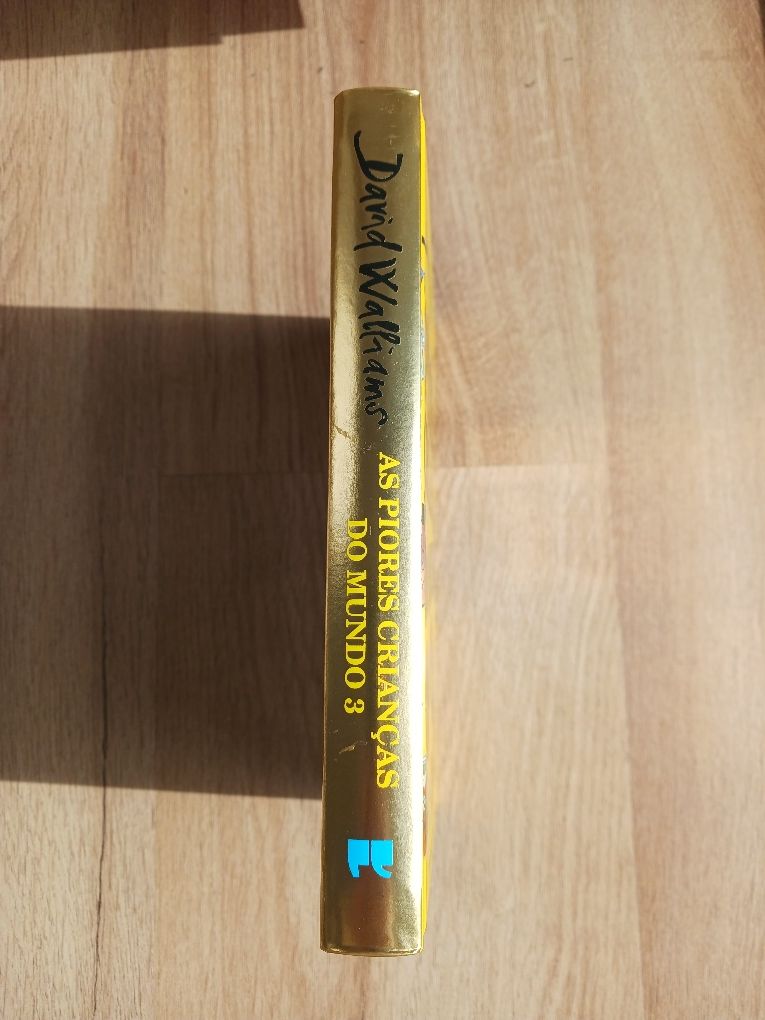 David Walliams
AS PIORES CRIANÇAS
DO MUNDO 3